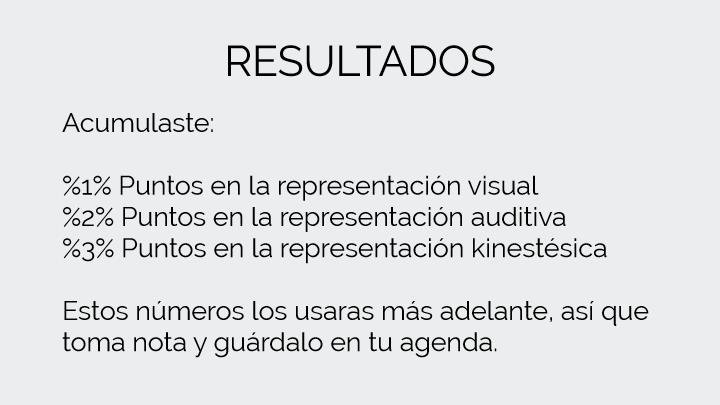 RESULTADOS
Acumulaste:
%1% Puntos en la representación visual
%2% Puntos en la representación auditiva
%3% Puntos en la representación kinestésica
Estos números los usaras más adelante, así que
toma nota y guárdalo en tu agenda.